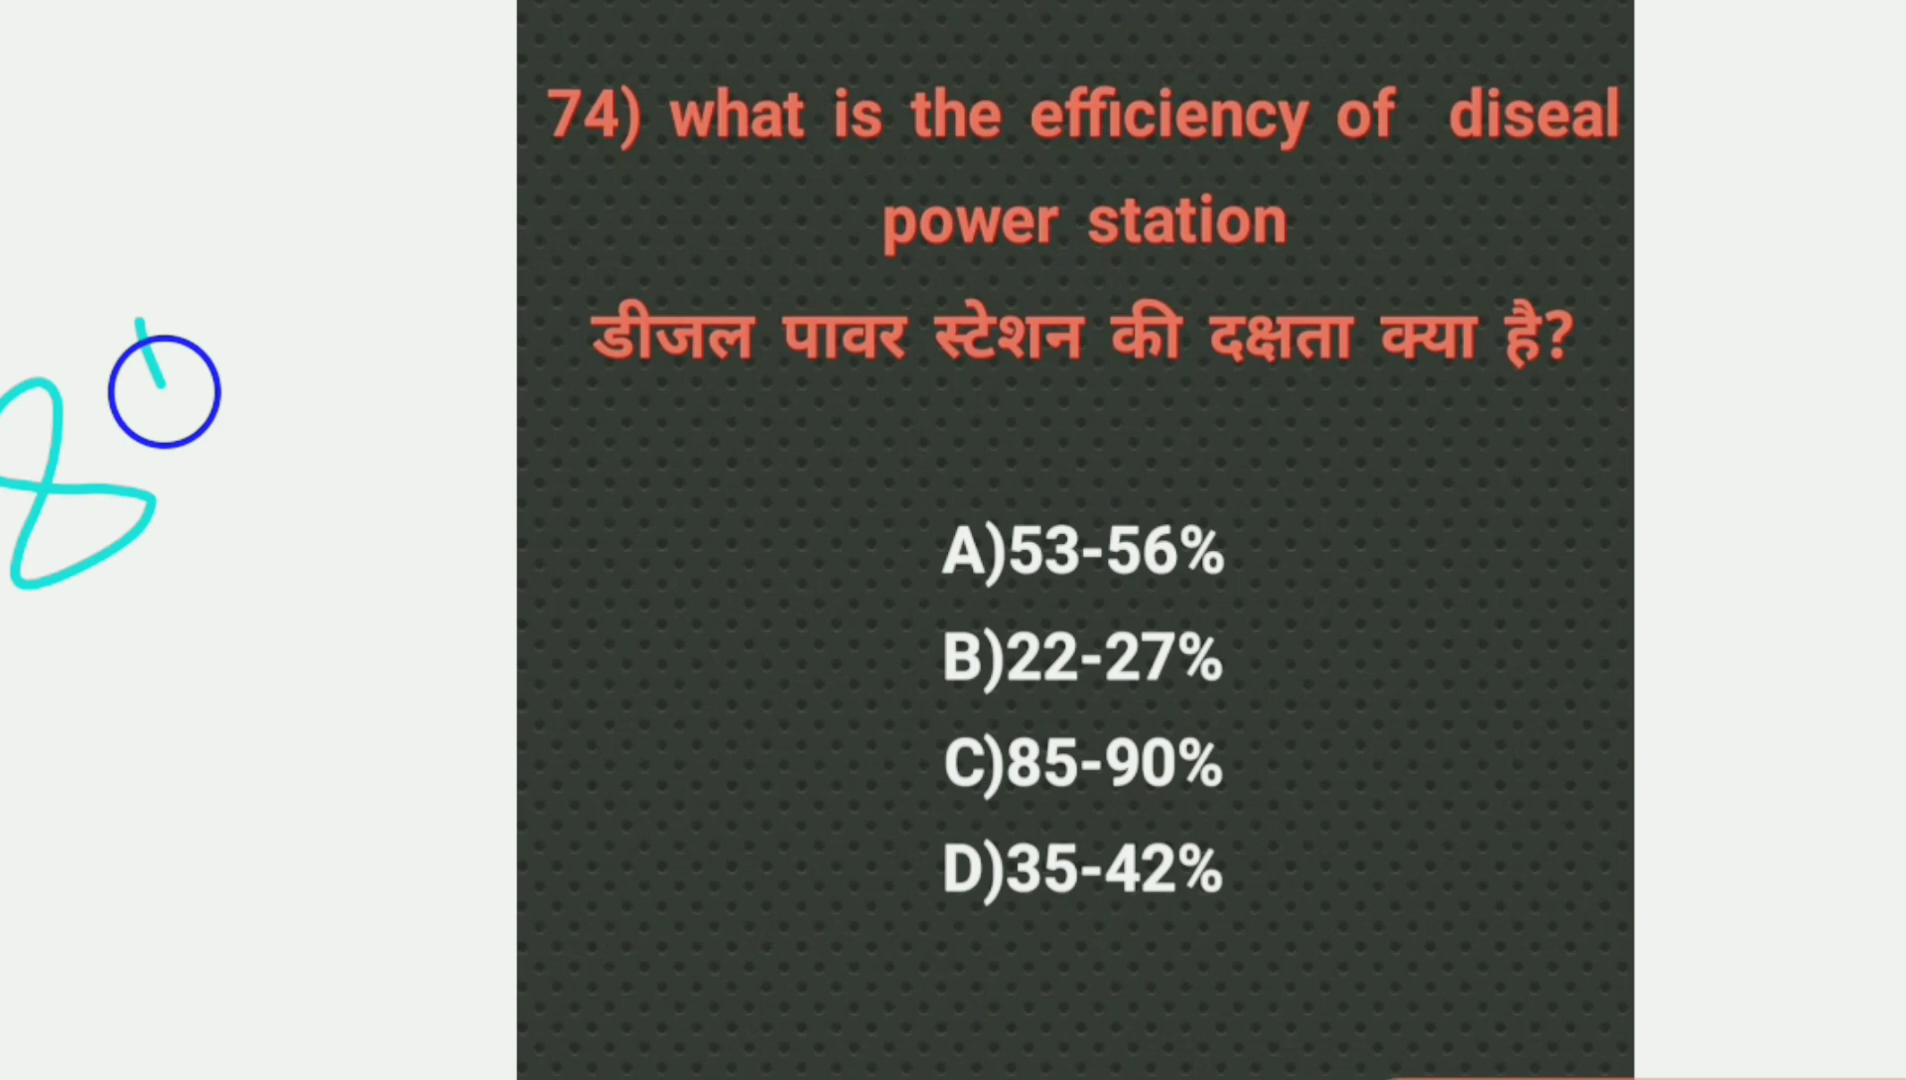 74) what is the efficiency of diseal
power station
डीजल पावर स्टेशन की दक्षता क्या है?
A)53-56%
B)22-27%
C)85-90%
D)35-42%